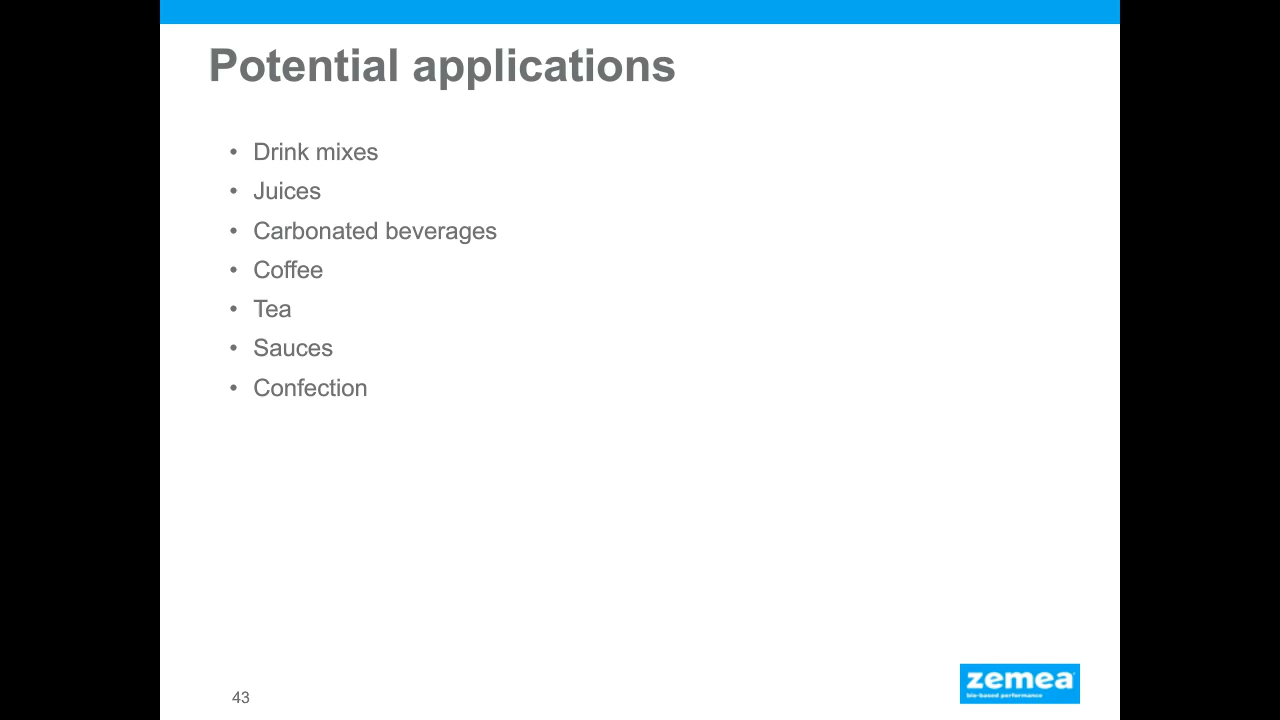 Potential applications
• Drink mixes
• Juices
• Carbonated beverages
• Coffee
• Tea
• Sauces
• Confection
43
zemea
bio-based performance